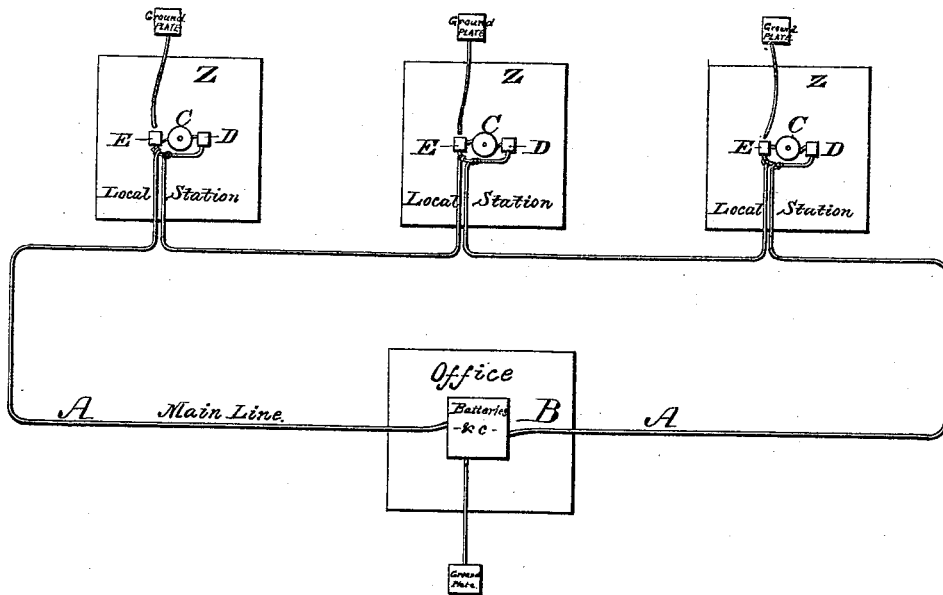 Ground PLATE
Ground PLATE
Ground PLATE
Z
Z
Z
E C D
E C D
E C D
Local Station
Local Station
Local Station
Office
A Main Line.
Batteries
- & c -
B
A
Ground
Plate.